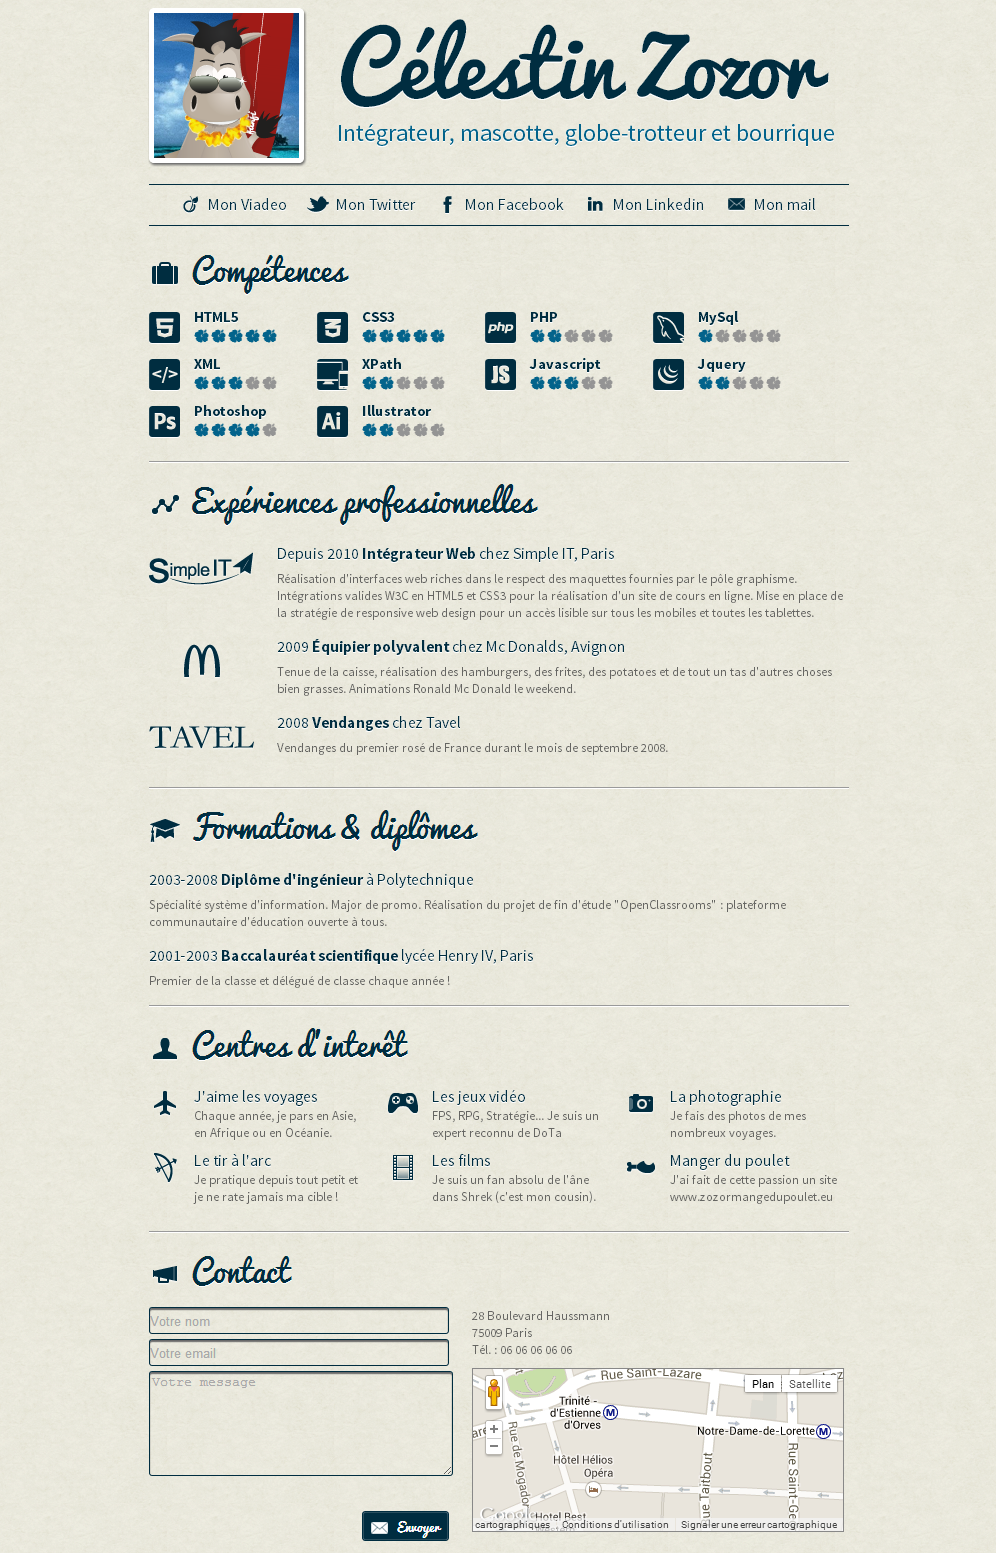 Célestin Zozor
Intégrateur, mascotte, globe-trotteur et bourrique
Mon Viadeo Mon Twitter Mon Facebook Mon Linkedin Mon mail
Compétences
HTML5 CSS3 PHP MySql
php
XML XPath Javascript Jquery
</> JS
Photoshop Illustrator
Ps Ai
Expériences professionnelles
Simple IT
Depuis 2010 Intégrateur Web chez Simple IT, Paris
Réalisation d'interfaces web riches dans le respect des maquettes fournies par le pôle graphisme.
Intégrations valides W3C en HTML5 et CSS3 pour la réalisation d'un site de cours en ligne. Mise en place de
la stratégie de responsive web design pour un accès lisible sur tous les mobiles et toutes les tablettes.
2009 Équipier polyvalent chez Mc Donalds, Avignon
Tenue de la caisse, réalisation des hamburgers, des frites, des potatoes et de tout un tas d'autres choses
bien grasses. Animations Ronald Mc Donald le weekend.
TAVEL
2008 Vendanges chez Tavel
Vendanges du premier rosé de France durant le mois de septembre 2008.
Formations & diplômes
2003-2008 Diplôme d'ingénieur à Polytechnique
Spécialité système d'information. Major de promo. Réalisation du projet de fin d'étude "OpenClassrooms" : plateforme
communautaire d'éducation ouverte à tous.
2001-2003 Baccalauréat scientifique lycée Henry IV, Paris
Premier de la classe et délégué de classe chaque année !
Centres d'interêt
J'aime les voyages
Chaque année, je pars en Asie,
en Afrique ou en Océanie.
Les jeux vidéo
FPS, RPG, Stratégie... Je suis un
expert reconnu de DoTa
La photographie
Je fais des photos de mes
nombreux voyages.
Le tir à l'arc
Je pratique depuis tout petit et
je ne rate jamais ma cible !
Les films
Je suis un fan absolu de l'âne
dans Shrek (c'est mon cousin).
Manger du poulet
J'ai fait de cette passion un site
www.zozormangedupoulet.eu
Contact
Votre nom
Votre email
Votre message
Envoyer
28 Boulevard Haussmann
75009 Paris
Tél. : 06 06 06 06 06
Rue Saint-Lazare
Plan Satellite
Trinité -
d'Estienne
d'Orves
M
Notre-Dame-de-Lorette M
Rue de Mogador
Hôtel Hélios
Opéra
Taitbout
Rue Saint-Ge
Hotel Best
Google
cartographiques Conditions d'utilisation Signaler une erreur cartographique